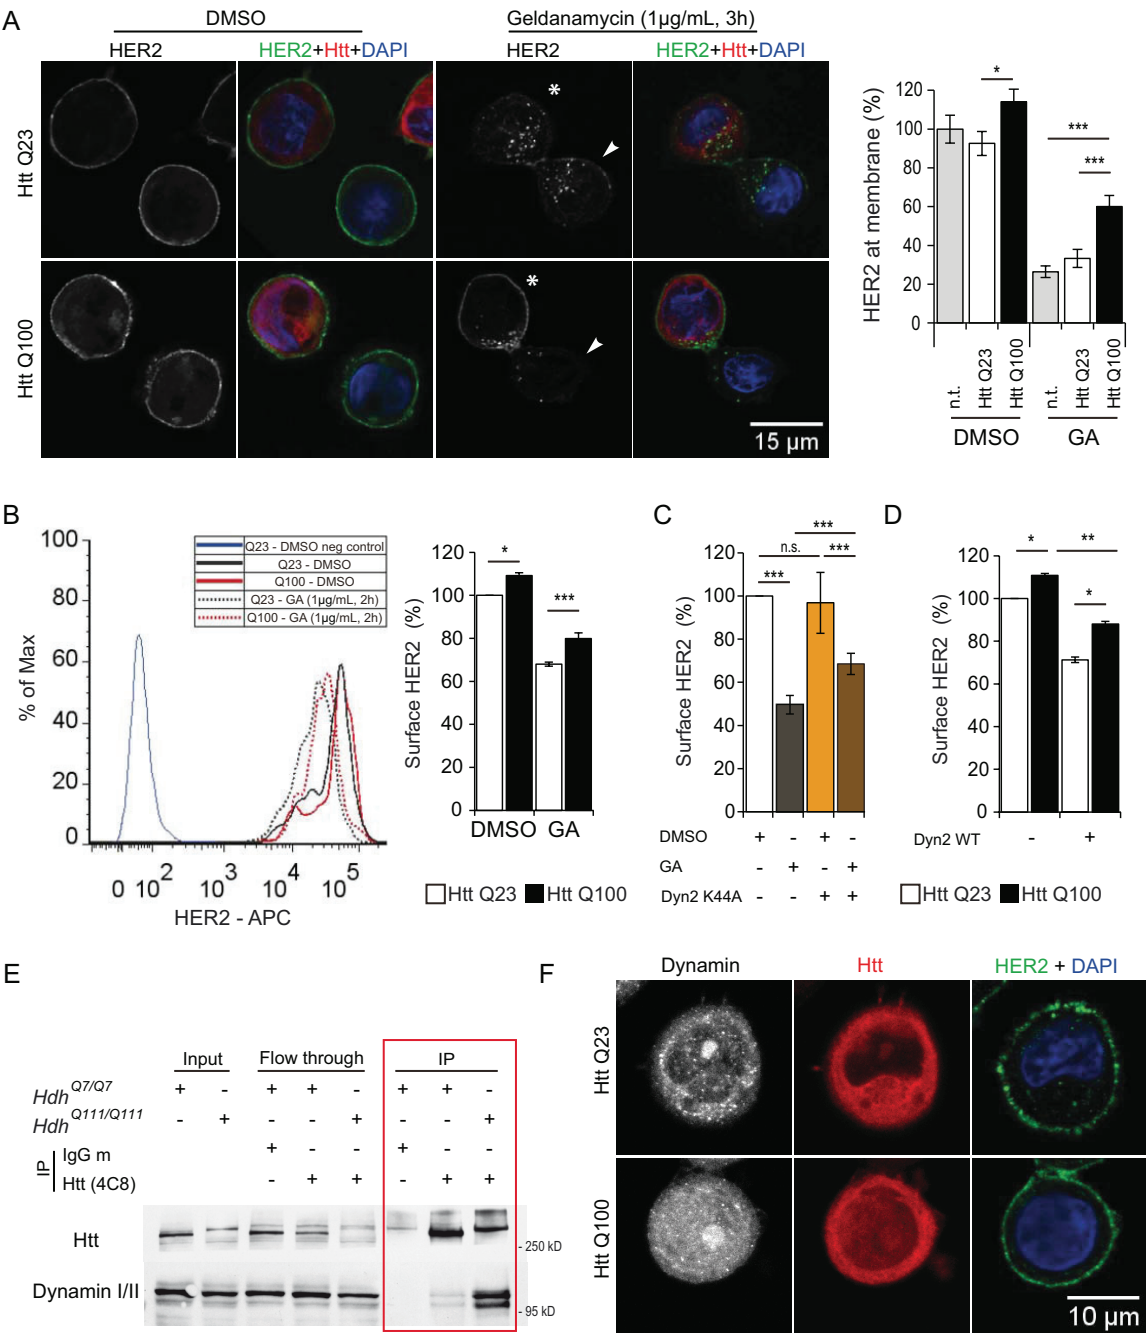 A
DMSO
Geldanamycin (1µg/mL, 3h)
HER2
HER2+Htt+DAPI
HER2
HER2+Htt+DAPI
Htt Q23
*
Htt Q100
*
15 µm
HER2 at membrane (%)
120
100
80
60
40
20
0
*
***
***
n.t.
Htt Q23
Htt Q100
n.t.
Htt Q23
Htt Q100
DMSO
GA
B
% of Max
100
80
60
40
20
0
0 10^2 10^3 10^4 10^5
HER2 - APC
Q23 - DMSO neg control
Q23 - DMSO
Q100 - DMSO
Q23 - GA (1µg/mL, 2h)
Q100 - GA (1µg/mL, 2h)
Surface HER2 (%)
120
100
80
60
40
20
0
*
***
DMSO GA
Htt Q23 Htt Q100
C
Surface HER2 (%)
120
100
80
60
40
20
0
***
n.s.
***
***
DMSO + - + -
GA - + - +
Dyn2 K44A - - + +
D
Surface HER2 (%)
120
100
80
60
40
20
0
*
**
*
Dyn2 WT - +
Htt Q23 Htt Q100
E
Input Flow through IP
Hdh^Q7/Q7 + - + + - + + -
Hdh^Q111/Q111 - + - - + - - +
IP
IgG m + - - + - -
Htt (4C8) - + + - + +
Htt
- 250 kD
Dynamin I/II
- 95 kD
F
Dynamin
Htt
HER2 + DAPI
Htt Q23
Htt Q100
10 µm